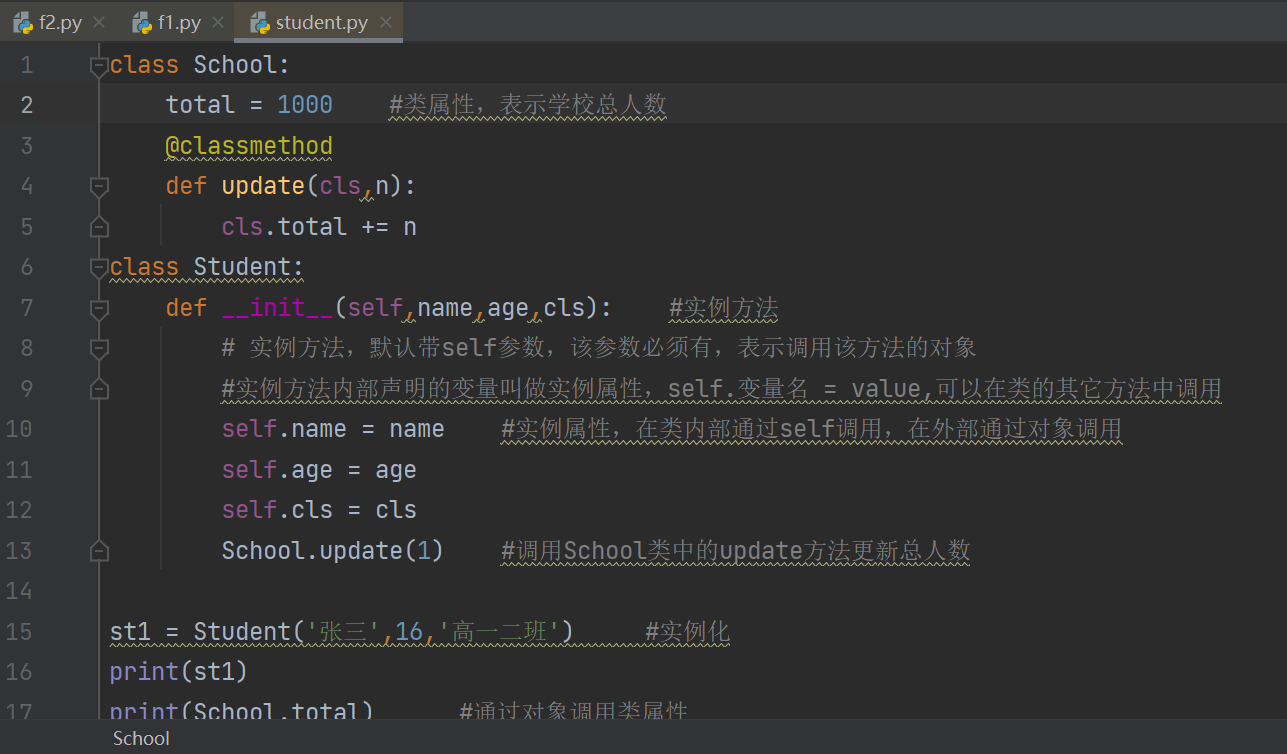 f2.py f1.py student.py
1 class School:
2 total = 1000 #类属性，表示学校总人数
3 @classmethod
4 def update(cls,n):
5 cls.total += n
6 class Student:
7 def __init__(self,name,age,cls): #实例方法
8 # 实例方法，默认带self参数，该参数必须有，表示调用该方法的对象
9 #实例方法内部声明的变量叫做实例属性，self.变量名 = value,可以在类的其它方法中调用
10 self.name = name #实例属性，在类内部通过self调用，在外部通过对象调用
11 self.age = age
12 self.cls = cls
13 School.update(1) #调用School类中的update方法更新总人数
14
15 st1 = Student('张三',16,'高一二班') #实例化
16 print(st1)
17 print(School.total) #通过对象调用类属性
School